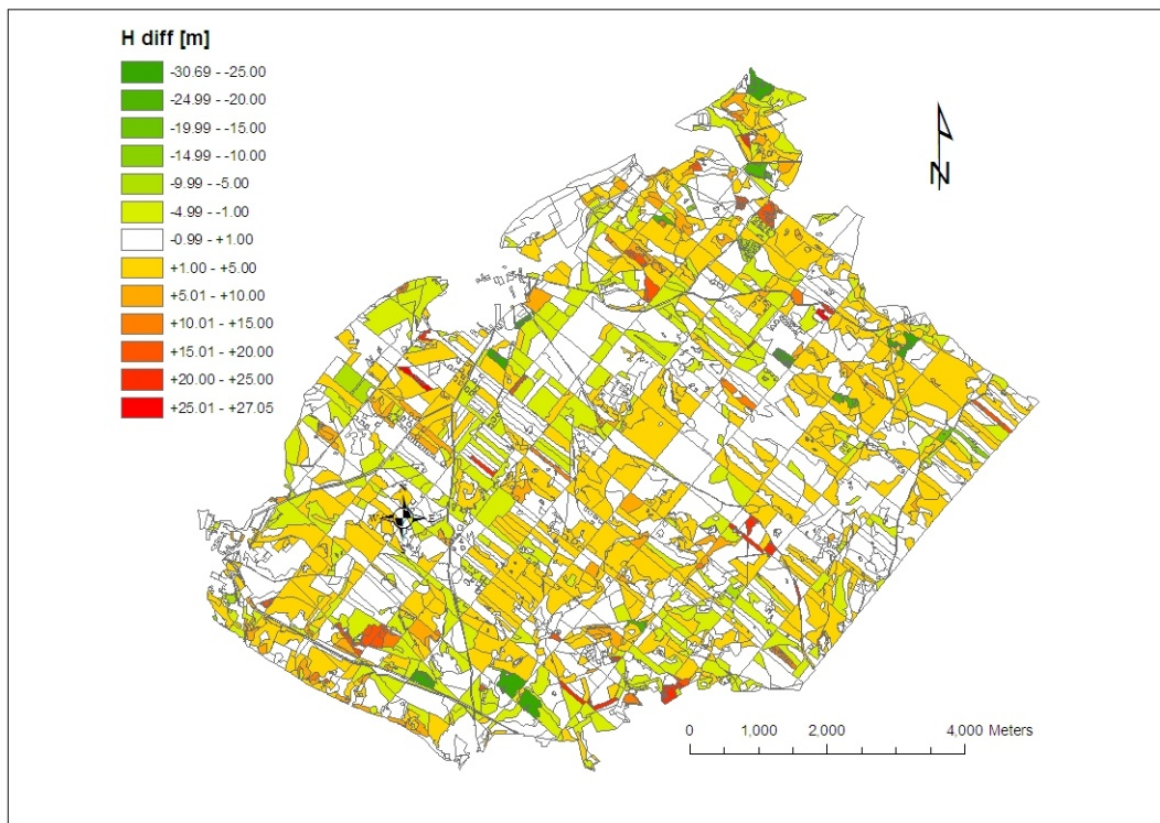 H diff [m]
-30.69 - -25.00
-24.99 - -20.00
-19.99 - -15.00
-14.99 - -10.00
-9.99 - -5.00
-4.99 - -1.00
-0.99 - +1.00
+1.00 - +5.00
+5.01 - +10.00
+10.01 - +15.00
+15.01 - +20.00
+20.00 - +25.00
+25.01 - +27.05
N
0 1,000 2,000 4,000 Meters